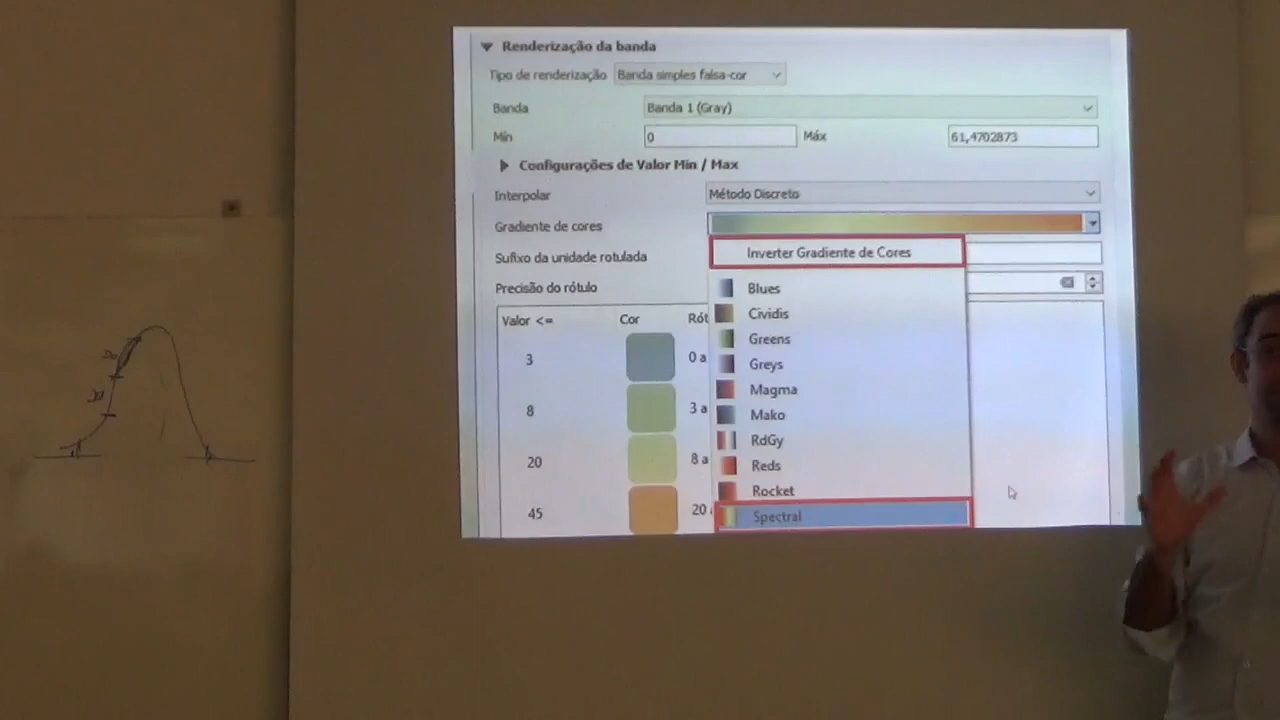 Renderização da banda
Tipo de renderização Banda simples falsa-cor
Banda Banda 1 (Gray)
Mín 0 Máx 61,4702873
Configurações de Valor Min / Max
Interpolar Método Discreto
Gradiente de cores
Inverter Gradiente de Cores
Sufixo da unidade rotulada
Precisão do rótulo
Blues
Cividis
Greens
Greys
Magma
Mako
RdGy
Reds
Rocket
Spectral
Valor <= Cor Rót
3 0 a
8 3 a
20 8 a
45 20